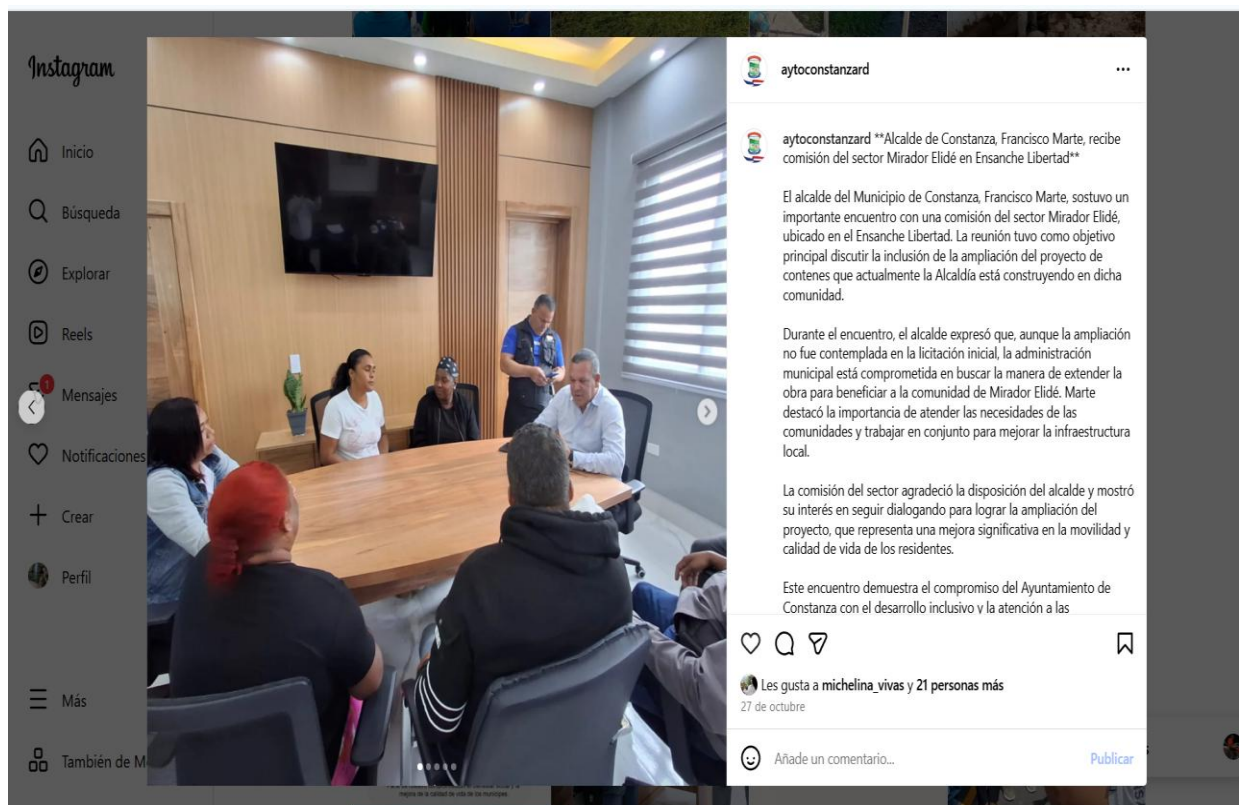 Instagram
Inicio
Búsqueda
Explorar
Reels
1
Mensajes
Notificaciones
Crear
Perfil
Más
También de M
aytoconstanzard
aytoconstanzard **Alcalde de Constanza, Francisco Marte, recibe
comisión del sector Mirador Elidé en Ensanche Libertad**
El alcalde del Municipio de Constanza, Francisco Marte, sostuvo un
importante encuentro con una comisión del sector Mirador Elidé,
ubicado en el Ensanche Libertad. La reunión tuvo como objetivo
principal discutir la inclusión de la ampliación del proyecto de
contenes que actualmente la Alcaldía está construyendo en dicha
comunidad.
Durante el encuentro, el alcalde expresó que, aunque la ampliación
no fue contemplada en la licitación inicial, la administración
municipal está comprometida en buscar la manera de extender la
obra para beneficiar a la comunidad de Mirador Elidé. Marte
destacó la importancia de atender las necesidades de las
comunidades y trabajar en conjunto para mejorar la infraestructura
local.
La comisión del sector agradeció la disposición del alcalde y mostró
su interés en seguir dialogando para lograr la ampliación del
proyecto, que representa una mejora significativa en la movilidad y
calidad de vida de los residentes.
Este encuentro demuestra el compromiso del Ayuntamiento de
Constanza con el desarrollo inclusivo y la atención a las
Les gusta a michelina_vivas y 21 personas más
27 de octubre
Añade un comentario...
Publicar
mejora de la calidad de vida de los munícipes